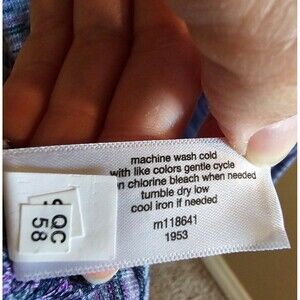 machine wash cold
with like colors gentle cycle
chlorine bleach when needed
tumble dry low
cool iron if needed
rn118641
1953
QC
58